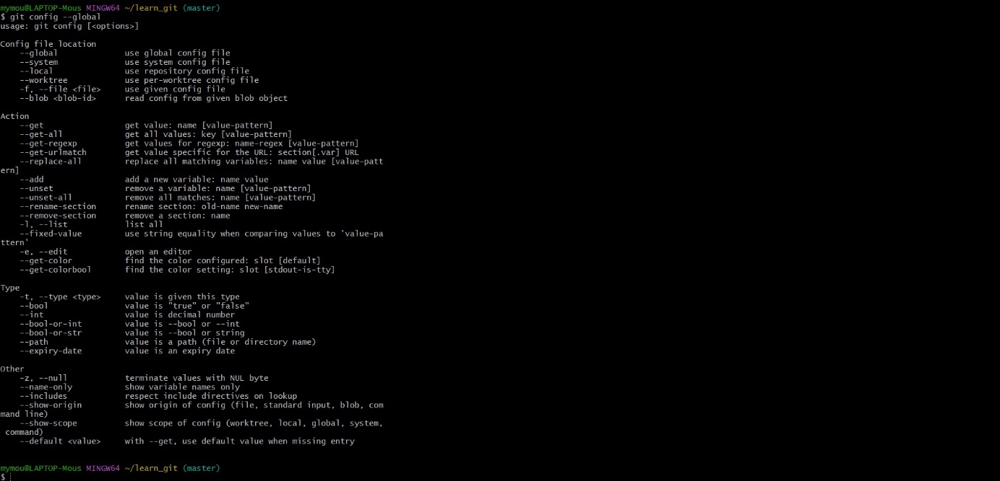 mymou@LAPTOP-Mous MINGW64 ~/learn_git (master)
$ git config --global
usage: git config [<options>]

Config file location
    --global              use global config file
    --system              use system config file
    --local               use repository config file
    --worktree            use per-worktree config file
    -f, --file <file>     use given config file
    --blob <blob-id>      read config from given blob object

Action
    --get                 get value: name [value-pattern]
    --get-all             get all values: key [value-pattern]
    --get-regexp          get values for regexp: name-regex [value-pattern]
    --get-urlmatch        get value specific for the URL: section[.var] URL
    --replace-all         replace all matching variables: name value [value-patt
ern]
    --add                 add a new variable: name value
    --unset               remove a variable: name [value-pattern]
    --unset-all           remove all matches: name [value-pattern]
    --rename-section      rename section: old-name new-name
    --remove-section      remove a section: name
    -l, --list            list all
    --fixed-value         use string equality when comparing values to 'value-pa
ttern'
    -e, --edit            open an editor
    --get-color           find the color configured: slot [default]
    --get-colorbool       find the color setting: slot [stdout-is-tty]

Type
    -t, --type <type>     value is given this type
    --bool                value is "true" or "false"
    --int                 value is decimal number
    --bool-or-int         value is --bool or --int
    --bool-or-str         value is --bool or string
    --path                value is a path (file or directory name)
    --expiry-date         value is an expiry date

Other
    -z, --null            terminate values with NUL byte
    --name-only           show variable names only
    --includes            respect include directives on lookup
    --show-origin         show origin of config (file, standard input, blob, com
mand line)
    --show-scope          show scope of config (worktree, local, global, system,
 command)
    --default <value>     with --get, use default value when missing entry

mymou@LAPTOP-Mous MINGW64 ~/learn_git (master)
$